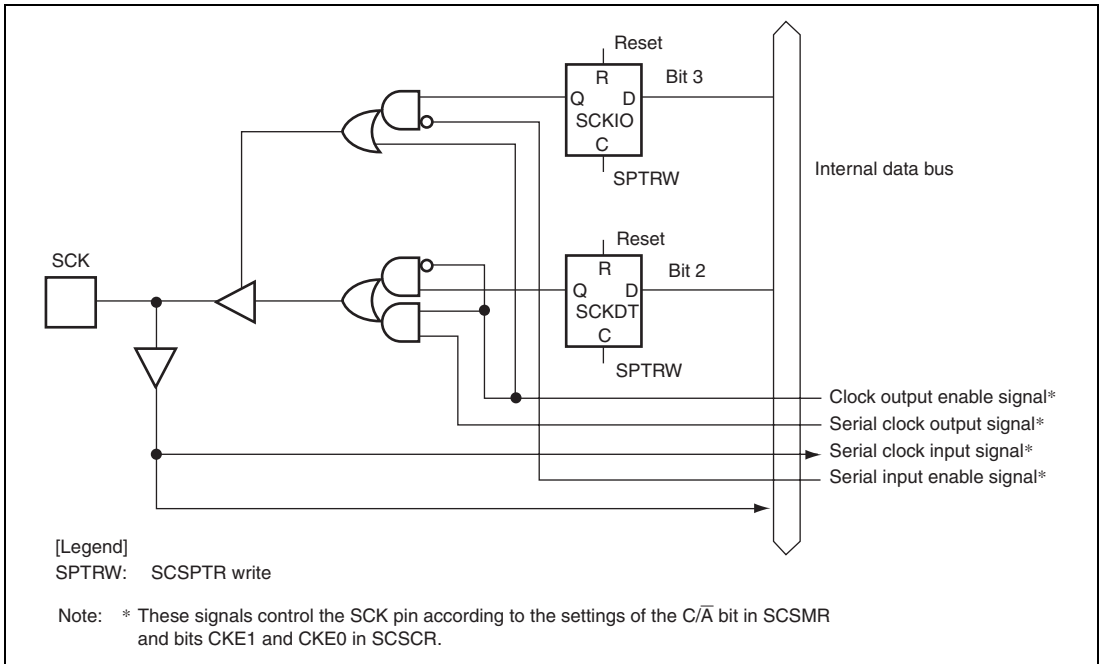 Reset
R
Bit 3
Q
D
SCKIO
C
SPTRW
Internal data bus
Reset
R
Bit 2
SCK
Q
D
SCKDT
C
SPTRW
Clock output enable signal*
Serial clock output signal*
Serial clock input signal*
Serial input enable signal*
[Legend]
SPTRW: SCSPTR write
Note: * These signals control the SCK pin according to the settings of the C/A̅ bit in SCSMR
and bits CKE1 and CKE0 in SCSCR.